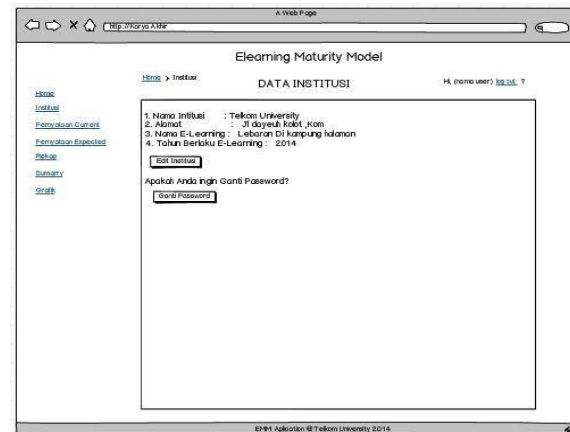 A Web Page
http://Karya Akhir
Elearning Maturity Model
Home > Institusi
DATA INSTITUSI
Hi, (nama user) log out ?
Home
Institusi
Pernyataan Current
Pernyataan Expected
Rekap
Sumarry
Grafik
1. Nama Intitusi : Telkom University
2. Alamat : Jl dayeuh kolot ,Kom
3. Nama E-Learning : Lebaran Di kampung halaman
4. Tahun Berlaku E-Learning : 2014
Edit Institusi
Apakah Anda ingin Ganti Password?
Ganti Password
EMM Aplication @ Telkom University 2014